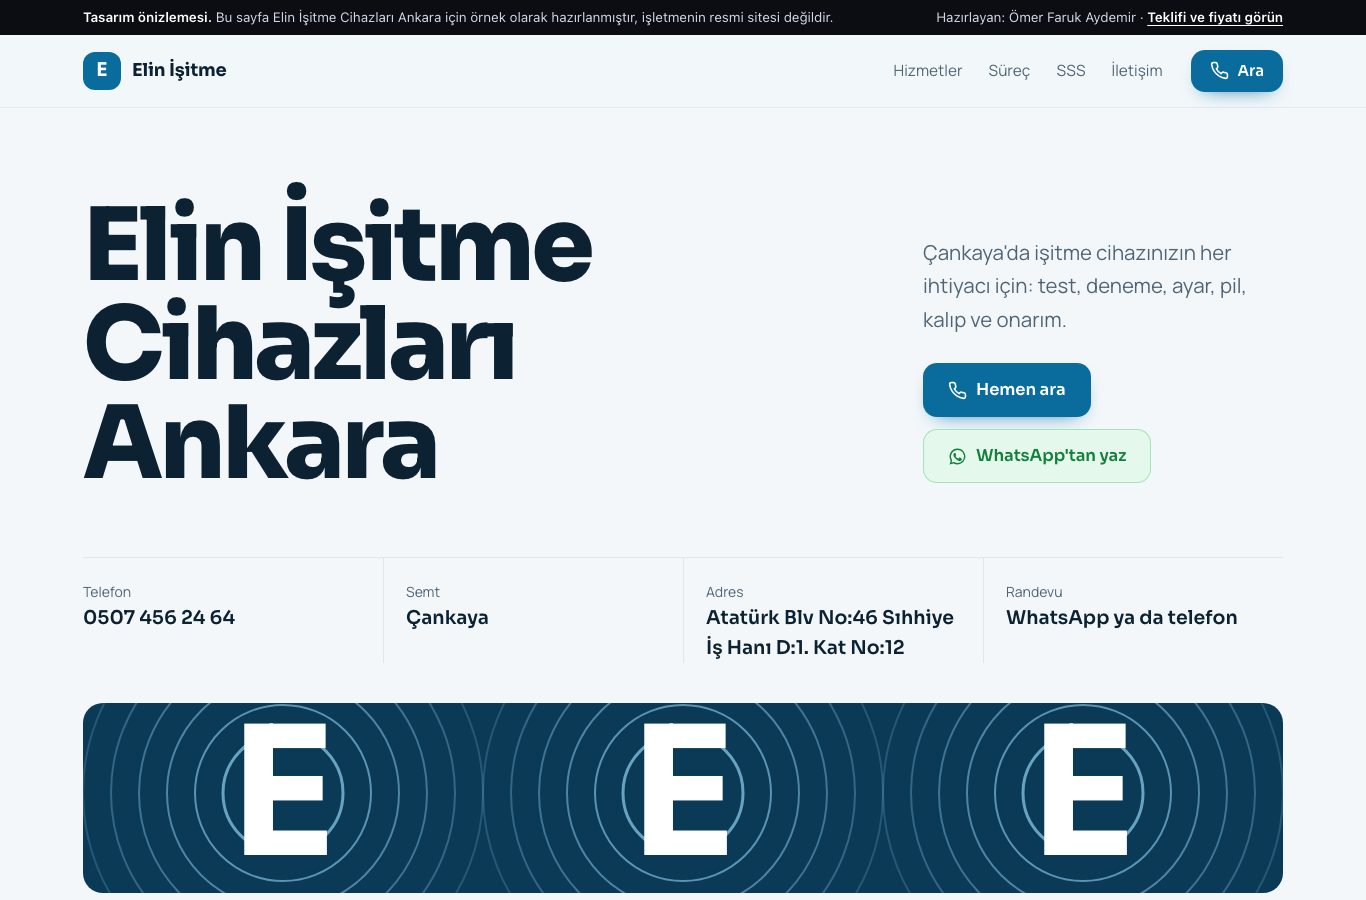 Tasarım önizlemesi. Bu sayfa Elin İşitme Cihazları Ankara için örnek olarak hazırlanmıştır, işletmenin resmi sitesi değildir.
Hazırlayan: Ömer Faruk Aydemir · Teklifi ve fiyatı görün
E Elin İşitme
Hizmetler Süreç SSS İletişim Ara
Elin İşitme
Cihazları
Ankara
Çankaya'da işitme cihazınızın her
ihtiyacı için: test, deneme, ayar, pil,
kalıp ve onarım.
Hemen ara
WhatsApp'tan yaz
Telefon
0507 456 24 64
Semt
Çankaya
Adres
Atatürk Blv No:46 Sıhhiye
İş Hanı D:1. Kat No:12
Randevu
WhatsApp ya da telefon
E E E